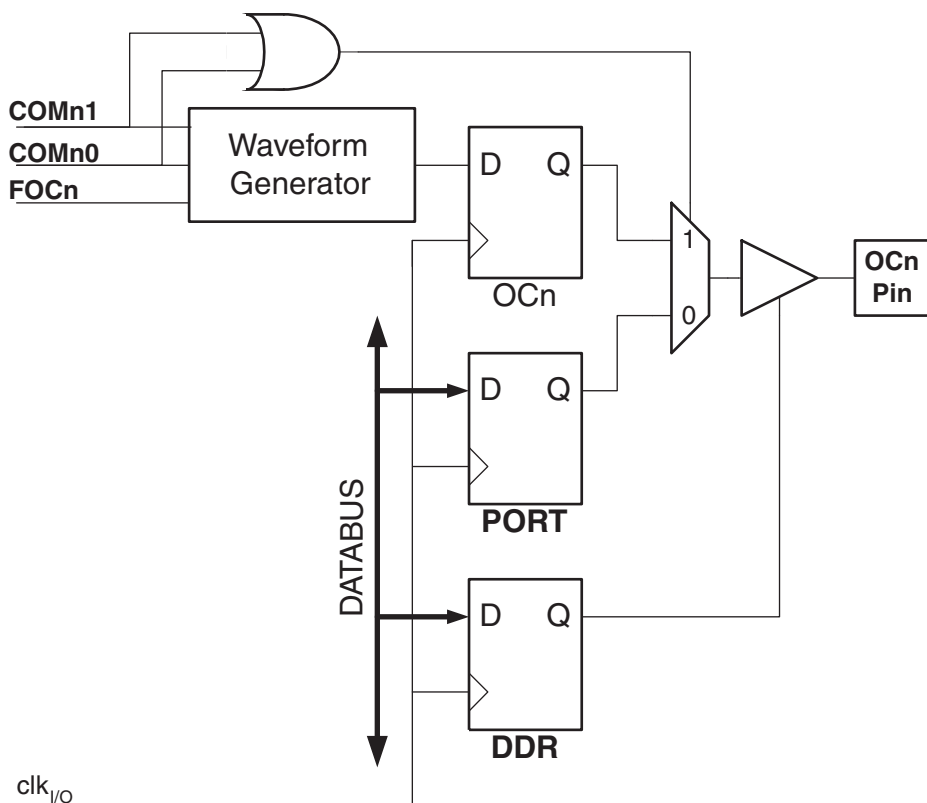 COMn1
COMn0
FOCn
Waveform
Generator
D Q
OCn
1
0
OCn
Pin
D Q
PORT
DATABUS
D Q
DDR
clkI/O